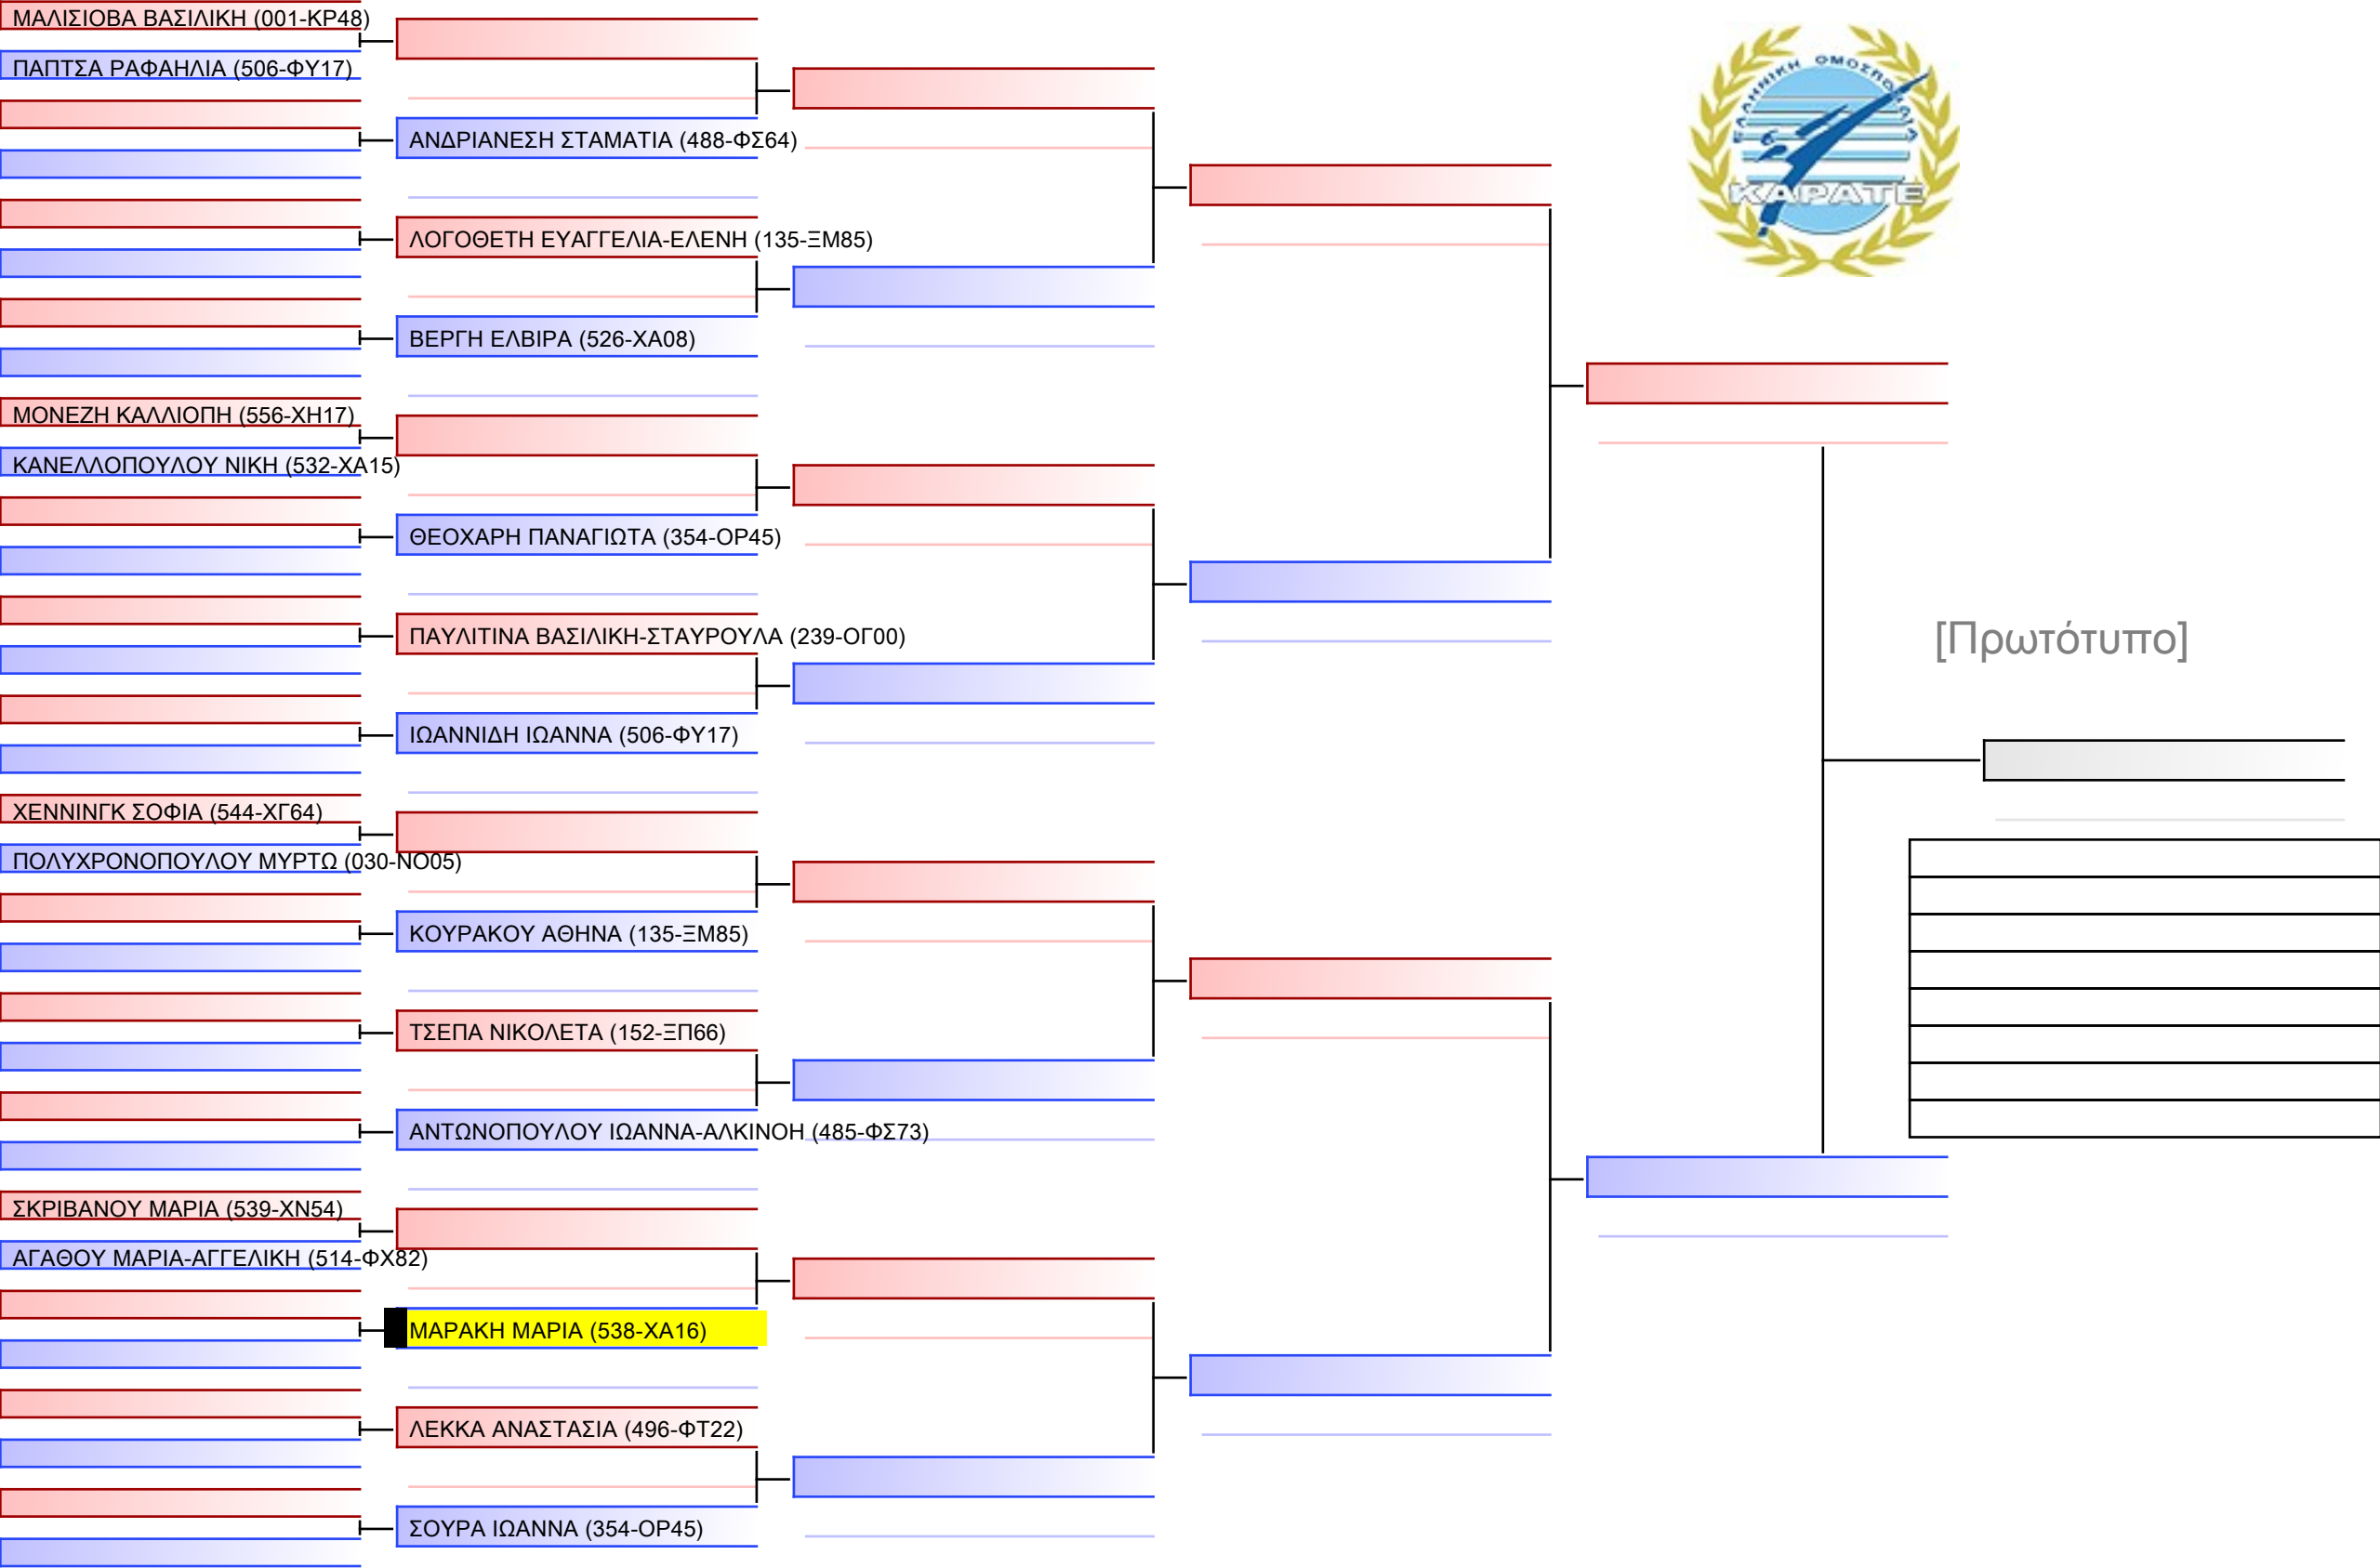 ΜΑΛΙΣΙΟΒΑ ΒΑΣΙΛΙΚΗ (001-ΚΡ48)
ΠΑΠΤΣΑ ΡΑΦΑΗΛΙΑ (506-ΦΥ17)
ΑΝΔΡΙΑΝΕΣΗ ΣΤΑΜΑΤΙΑ (488-ΦΣ64)
ΛΟΓΟΘΕΤΗ ΕΥΑΓΓΕΛΙΑ-ΕΛΕΝΗ (135-ΞΜ85)
ΒΕΡΓΗ ΕΛΒΙΡΑ (526-ΧΑ08)
ΜΟΝΕΖΗ ΚΑΛΛΙΟΠΗ (556-ΧΗ17)
ΚΑΝΕΛΛΟΠΟΥΛΟΥ ΝΙΚΗ (532-ΧΑ15)
ΘΕΟΧΑΡΗ ΠΑΝΑΓΙΩΤΑ (354-ΟΡ45)
ΠΑΥΛΙΤΙΝΑ ΒΑΣΙΛΙΚΗ-ΣΤΑΥΡΟΥΛΑ (239-ΟΓ00)
ΙΩΑΝΝΙΔΗ ΙΩΑΝΝΑ (506-ΦΥ17)
ΧΕΝΝΙΝΓΚ ΣΟΦΙΑ (544-ΧΓ64)
ΠΟΛΥΧΡΟΝΟΠΟΥΛΟΥ ΜΥΡΤΩ (030-ΝΟ05)
ΚΟΥΡΑΚΟΥ ΑΘΗΝΑ (135-ΞΜ85)
ΤΣΕΠΑ ΝΙΚΟΛΕΤΑ (152-ΞΠ66)
ΑΝΤΩΝΟΠΟΥΛΟΥ ΙΩΑΝΝΑ-ΑΛΚΙΝΟΗ (485-ΦΣ73)
ΣΚΡΙΒΑΝΟΥ ΜΑΡΙΑ (539-ΧΝ54)
ΑΓΑΘΟΥ ΜΑΡΙΑ-ΑΓΓΕΛΙΚΗ (514-ΦΧ82)
ΜΑΡΑΚΗ ΜΑΡΙΑ (538-ΧΑ16)
ΛΕΚΚΑ ΑΝΑΣΤΑΣΙΑ (496-ΦΤ22)
ΣΟΥΡΑ ΙΩΑΝΝΑ (354-ΟΡ45)
ΕΛΛΗΝΙΚΗ ΟΜΟΣΠΟΝΔΙΑ
ΚΑΡΑΤΕ
[Πρωτότυπο]